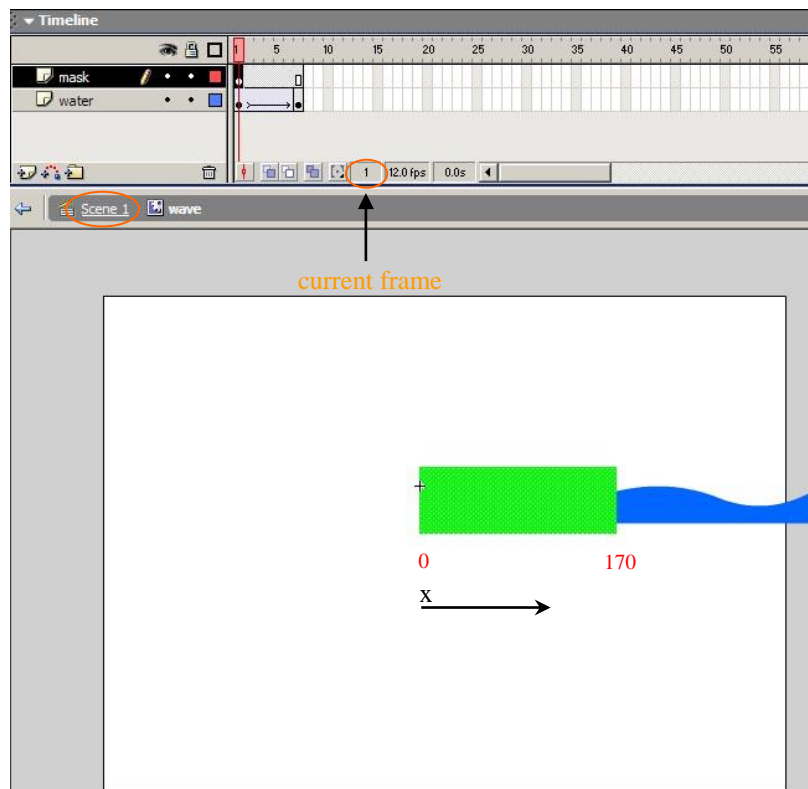 Timeline
1 5 10 15 20 25 30 35 40 45 50 55
mask
water
1 12.0 fps 0.0s
Scene 1 wave
current frame
0 170
x